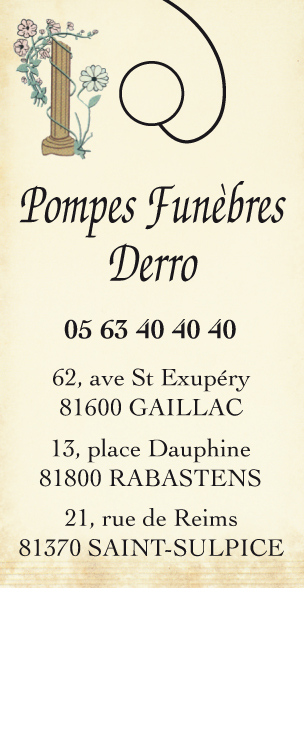 Pompes Funèbres
Derro
05 63 40 40 40
62, ave St Exupéry
81600 GAILLAC
13, place Dauphine
81800 RABASTENS
21, rue de Reims
81370 SAINT-SULPICE